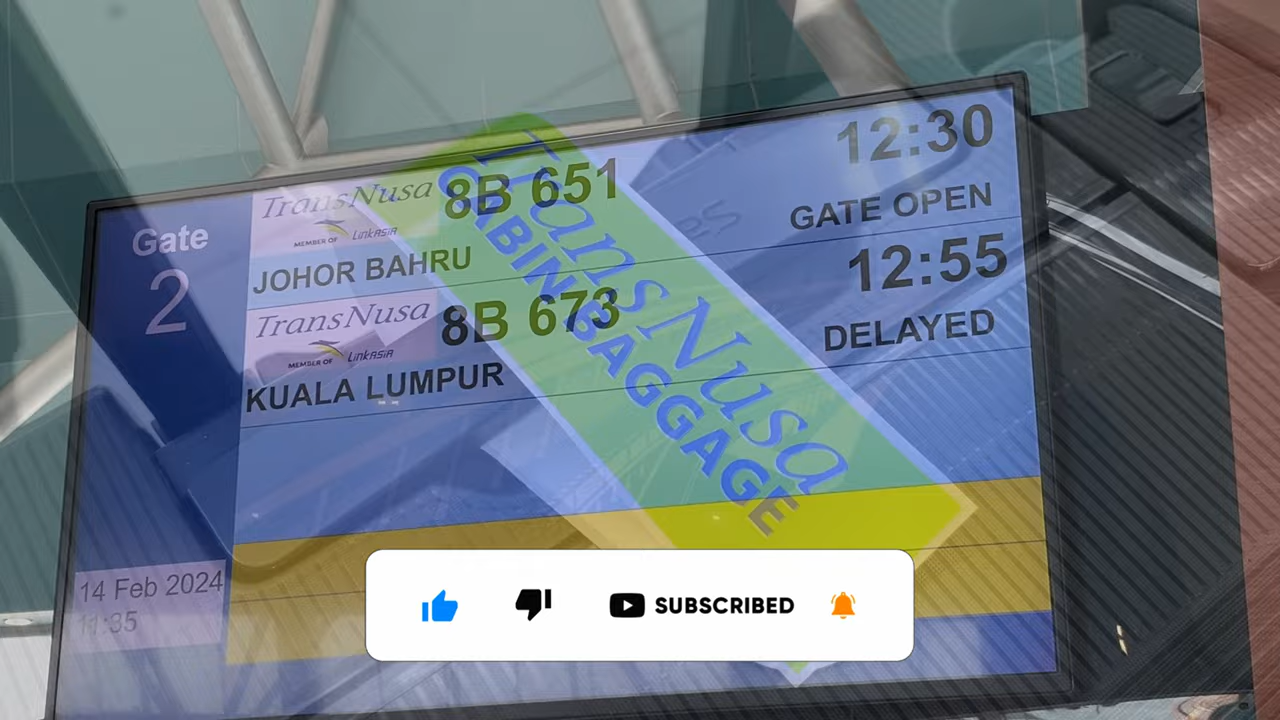 Gate
2
TransNusa
MEMBER OF LINKASIA
8B 651
12:30
JOHOR BAHRU
GATE OPEN
TransNusa
MEMBER OF LINKASIA
8B 673
12:55
KUALA LUMPUR
DELAYED
14 Feb 2024
11:35
TransNusa
CABIN BAGGAGE
SUBSCRIBED